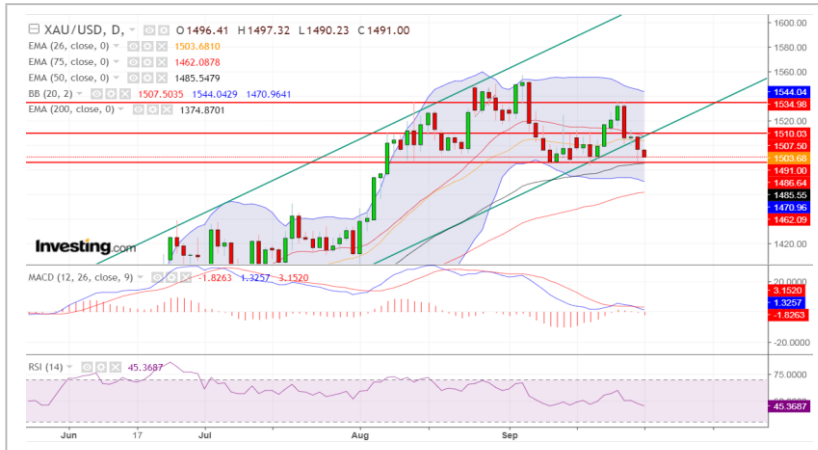 XAU/USD, D, O1496.41 H1497.32 L1490.23 C1491.00
EMA (26, close, 0) 1503.6810
EMA (75, close, 0) 1462.0878
EMA (50, close, 0) 1485.5479
BB (20, 2) 1507.5035 1544.0429 1470.9641
EMA (200, close, 0) 1374.8701
1600.00
1580.00
1560.00
1544.04
1534.98
1520.00
1510.03
1507.50
1503.68
1491.00
1486.64
1485.55
1470.96
1462.09
1420.00
Investing.com
MACD (12, 26, close, 9) -1.8263 1.3257 3.1520
20.0000
3.1520
1.3257
-1.8263
-20.0000
RSI (14) 45.3687
75.0000
45.3687
Jun 17 Jul Aug Sep